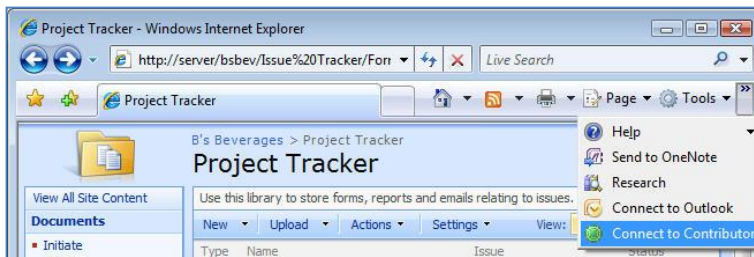 Project Tracker - Windows Internet Explorer
http://server/bsbev/Issue%20Tracker/Forr
Live Search
Project Tracker
Page
Tools
B's Beverages > Project Tracker
Project Tracker
View All Site Content
Documents
Initiate
Use this library to store forms, reports and emails relating to issues.
New
Upload
Actions
Settings
View:
Type
Name
Issue
Status
Help
Send to OneNote
Research
Connect to Outlook
Connect to Contributor